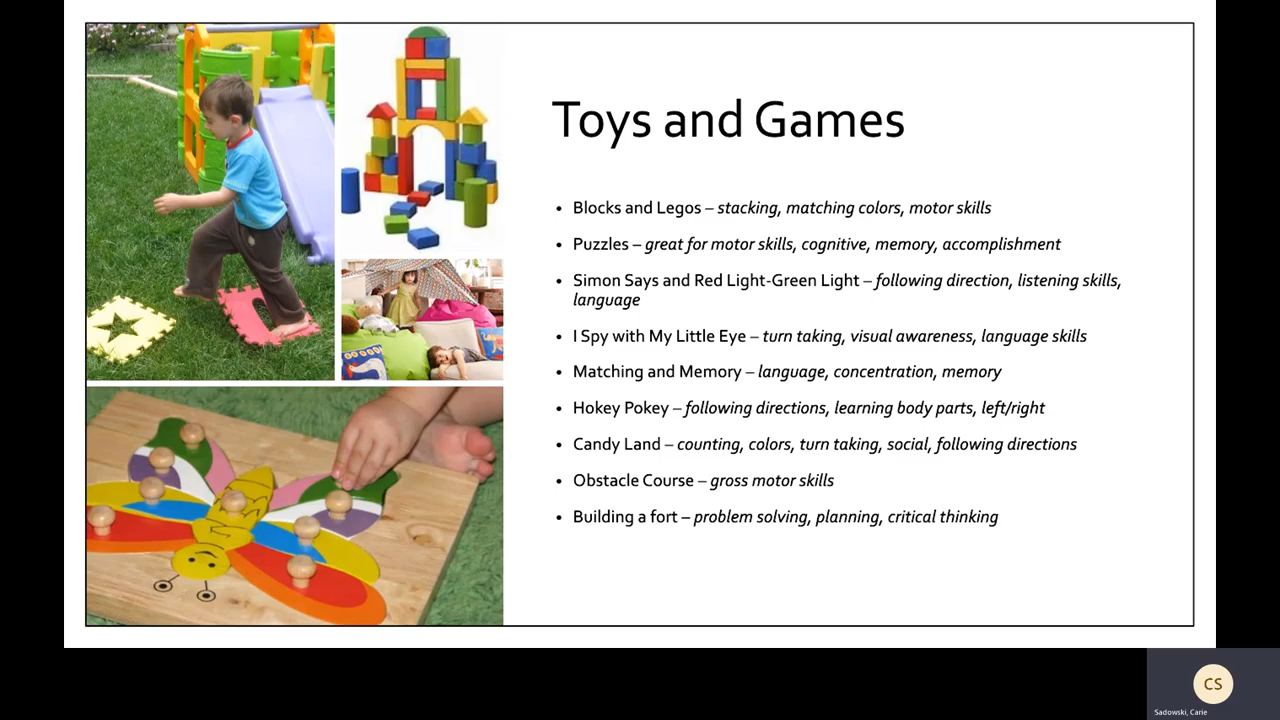 Toys and Games
• Blocks and Legos – stacking, matching colors, motor skills
• Puzzles – great for motor skills, cognitive, memory, accomplishment
• Simon Says and Red Light-Green Light – following direction, listening skills,
language
• I Spy with My Little Eye – turn taking, visual awareness, language skills
• Matching and Memory – language, concentration, memory
• Hokey Pokey – following directions, learning body parts, left/right
• Candy Land – counting, colors, turn taking, social, following directions
• Obstacle Course – gross motor skills
• Building a fort – problem solving, planning, critical thinking
CS
Sadowski, Carie